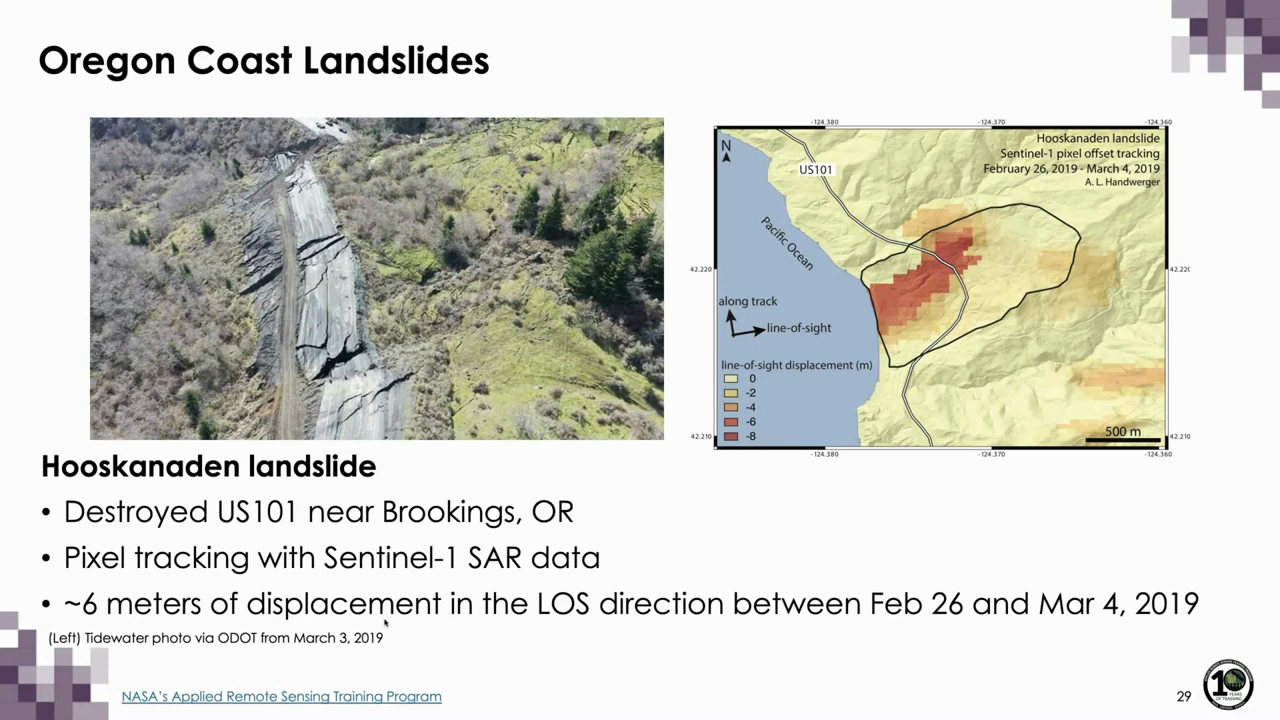 Oregon Coast Landslides
-124.380
-124.370
-124.360
N
Hooskanaden landslide
Sentinel-1 pixel offset tracking
February 26, 2019 - March 4, 2019
A. L. Handwerger
US101
Pacific Ocean
42.220
42.220
along track
line-of-sight
line-of-sight displacement (m)
0
-2
-4
-6
-8
500 m
42.210
42.210
-124.380
-124.370
-124.360
Hooskanaden landslide
• Destroyed US101 near Brookings, OR
• Pixel tracking with Sentinel-1 SAR data
• ~6 meters of displacement in the LOS direction between Feb 26 and Mar 4, 2019
(Left) Tidewater photo via ODOT from March 3, 2019
NASA's Applied Remote Sensing Training Program
29
10
YEARS
OF TRAINING